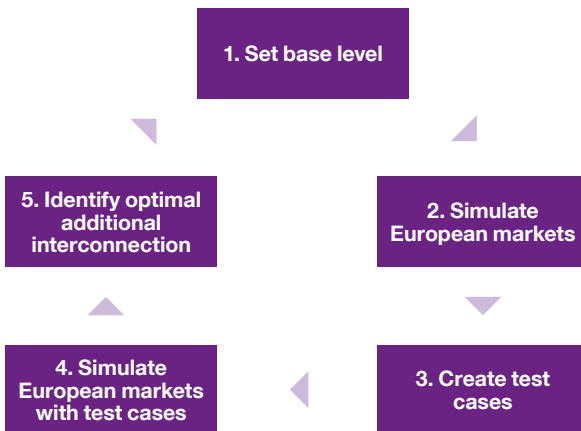 1. Set base level
2. Simulate
European markets
3. Create test
cases
4. Simulate
European markets
with test cases
5. Identify optimal
additional
interconnection